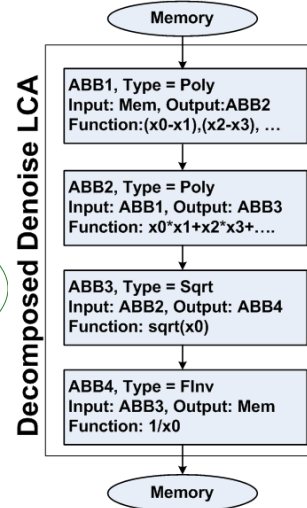 Memory
Decomposed Denoise LCA
ABB1, Type = Poly
Input: Mem, Output:ABB2
Function:(x0-x1),(x2-x3), …
ABB2, Type = Poly
Input: ABB1, Output: ABB3
Function: x0*x1+x2*x3+….
ABB3, Type = Sqrt
Input: ABB2, Output: ABB4
Function: sqrt(x0)
ABB4, Type = FInv
Input: ABB3, Output: Mem
Function: 1/x0
Memory